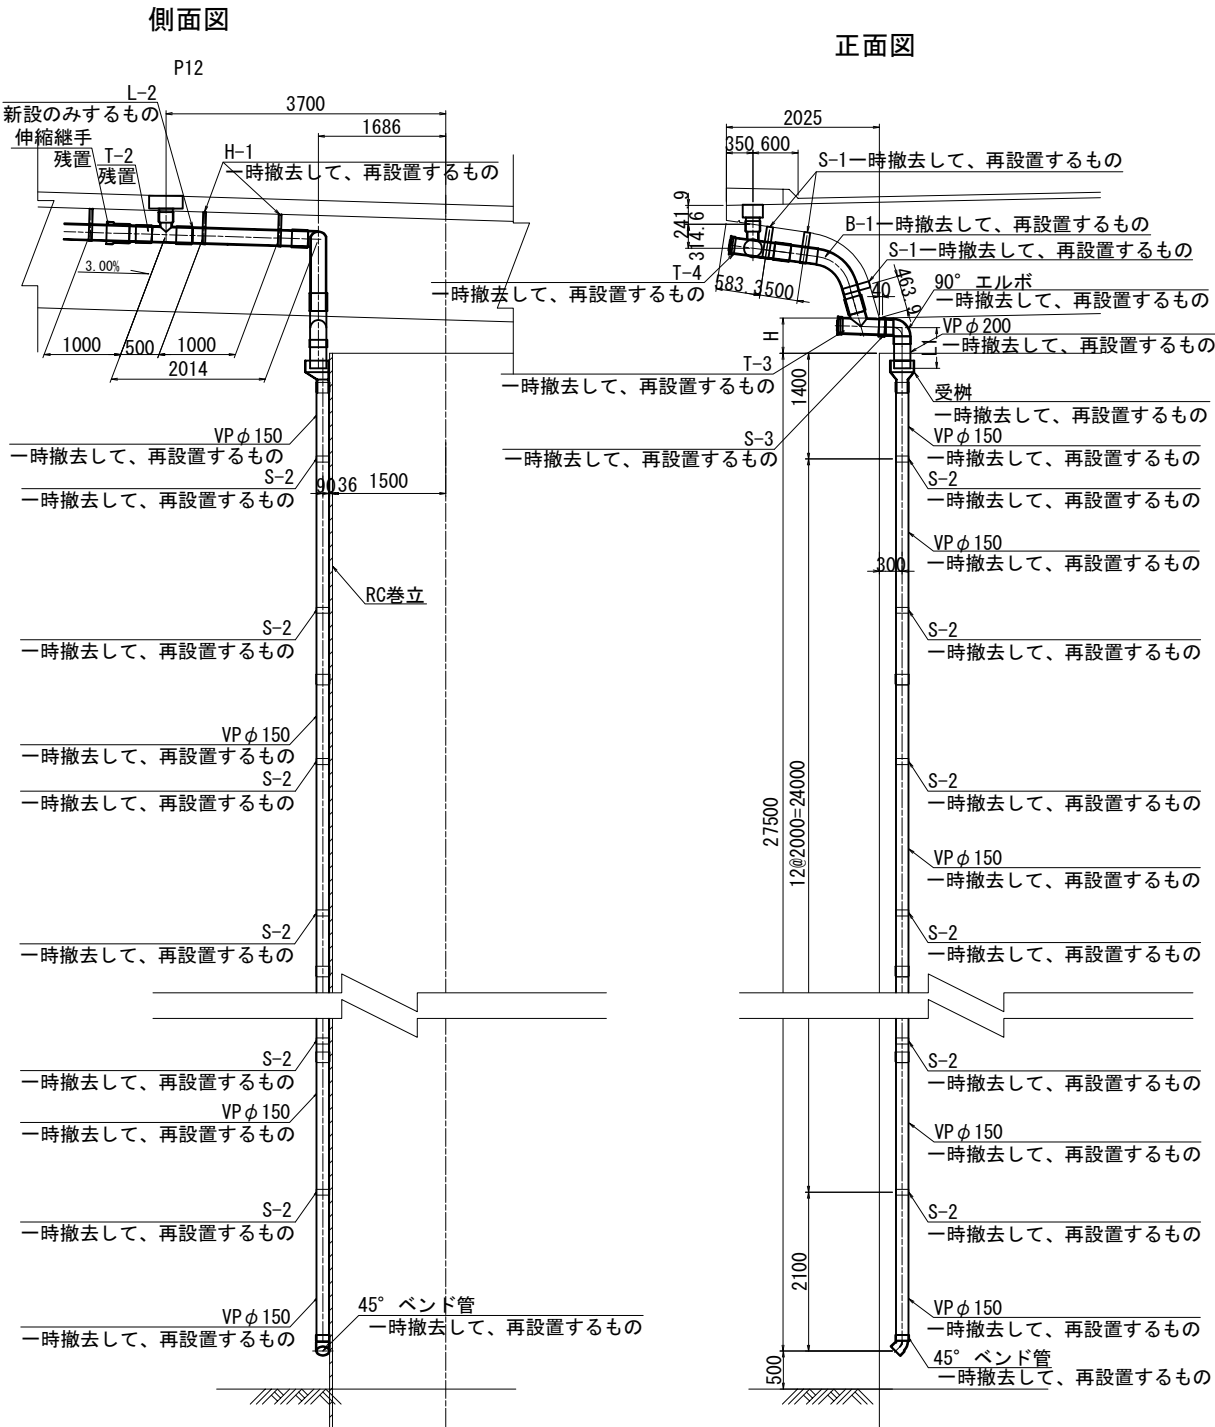 側面図
P12
L-2
新設のみするもの
伸縮継手
残置
T-2
残置
H-1
一時撤去して、再設置するもの
3700
1686
3.00%
1000
500
1000
2014
VPφ150
一時撤去して、再設置するもの
S-2
一時撤去して、再設置するもの
90
36
1500
RC巻立
S-2
一時撤去して、再設置するもの
VPφ150
一時撤去して、再設置するもの
S-2
一時撤去して、再設置するもの
S-2
一時撤去して、再設置するもの
S-2
一時撤去して、再設置するもの
VPφ150
一時撤去して、再設置するもの
S-2
一時撤去して、再設置するもの
VPφ150
一時撤去して、再設置するもの
45° ベンド管
一時撤去して、再設置するもの
正面図
2025
350
600
S-1一時撤去して、再設置するもの
241.9
314.6
B-1一時撤去して、再設置するもの
S-1一時撤去して、再設置するもの
T-4
一時撤去して、再設置するもの
583.3
500
40
463.9
90° エルボ
一時撤去して、再設置するもの
VPφ200
一時撤去して、再設置するもの
H
T-3
一時撤去して、再設置するもの
1400
受桝
一時撤去して、再設置するもの
VPφ150
一時撤去して、再設置するもの
S-3
一時撤去して、再設置するもの
S-2
一時撤去して、再設置するもの
VPφ150
一時撤去して、再設置するもの
300
S-2
一時撤去して、再設置するもの
S-2
一時撤去して、再設置するもの
27500
12@2000=24000
VPφ150
一時撤去して、再設置するもの
S-2
一時撤去して、再設置するもの
S-2
一時撤去して、再設置するもの
VPφ150
一時撤去して、再設置するもの
S-2
一時撤去して、再設置するもの
2100
VPφ150
一時撤去して、再設置するもの
45° ベンド管
一時撤去して、再設置するもの
500